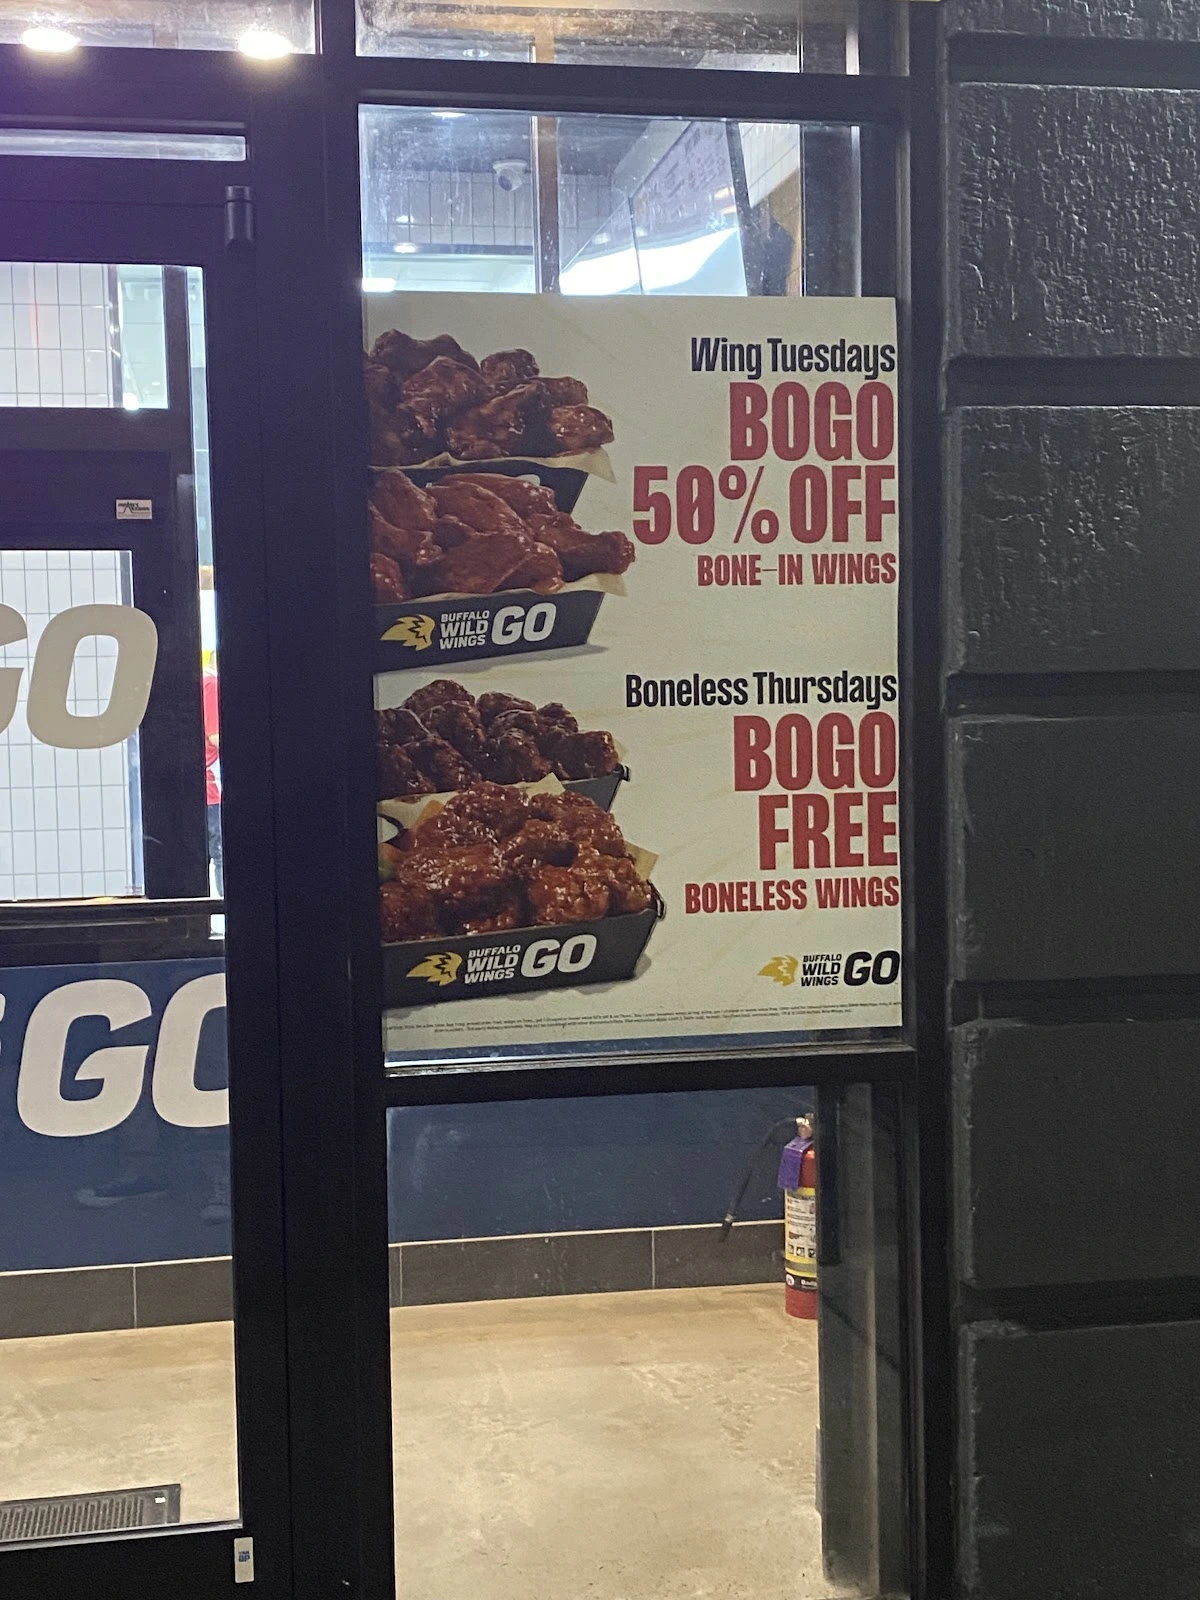 Wing Tuesdays
BOGO
50% OFF
BONE-IN WINGS
BUFFALO
WILD
WINGS GO
Boneless Thursdays
BOGO
FREE
BONELESS WINGS
BUFFALO
WILD
WINGS GO
BUFFALO
WILD
WINGS GO
GO
GO